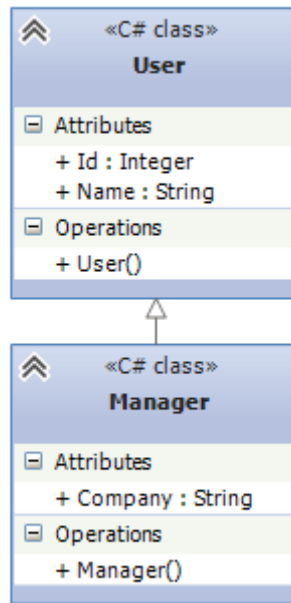 «C# class»
User
Attributes
+ Id : Integer
+ Name : String
Operations
+ User()
«C# class»
Manager
Attributes
+ Company : String
Operations
+ Manager()